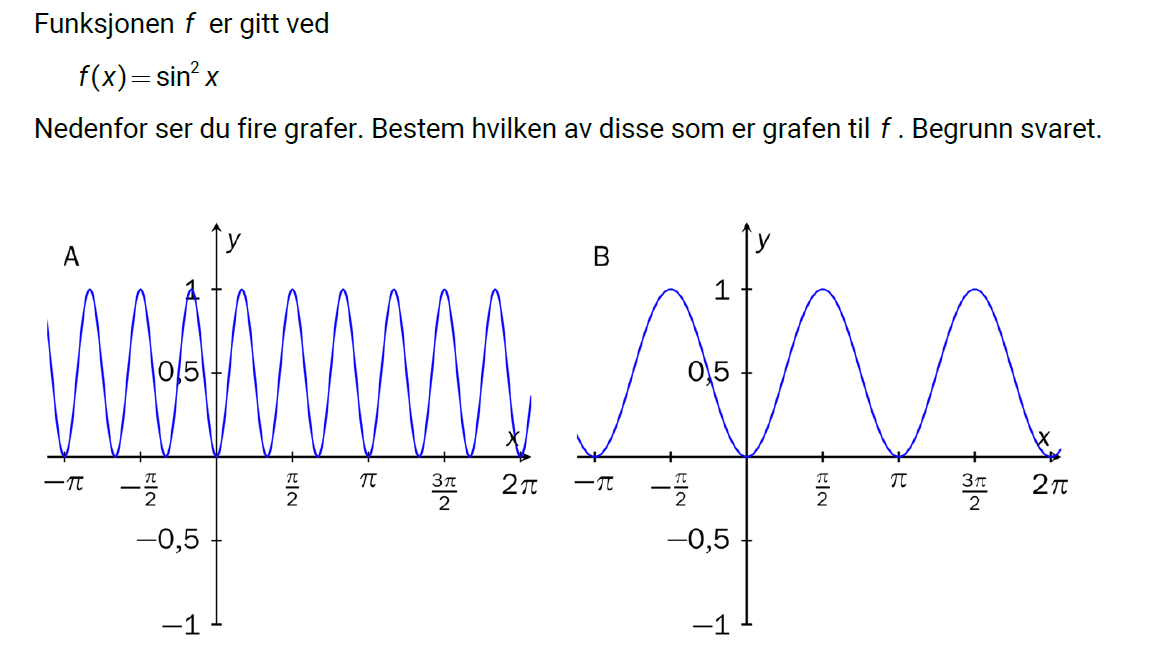 Funksjonen f er gitt ved
f(x)=sin² x
Nedenfor ser du fire grafer. Bestem hvilken av disse som er grafen til f. Begrunn svaret.
A
y
1
0,5
x
−π
−π/2
π/2
π
3π/2
2π
−0,5
−1
B
y
1
0,5
x
−π
−π/2
π/2
π
3π/2
2π
−0,5
−1